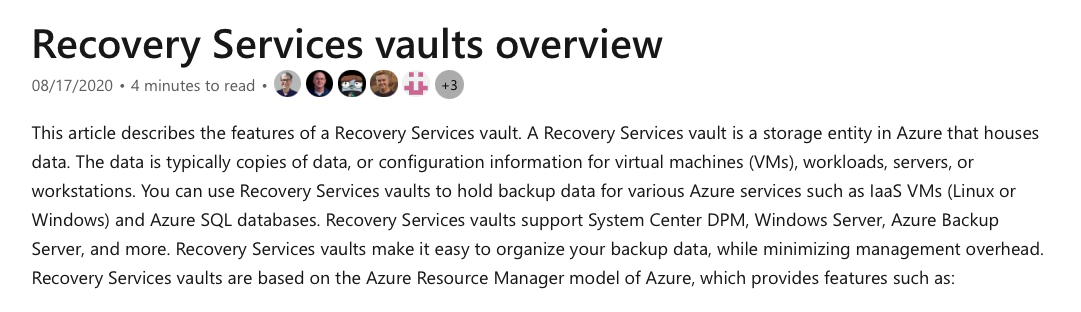 Recovery Services vaults overview
08/17/2020 • 4 minutes to read • +3
This article describes the features of a Recovery Services vault. A Recovery Services vault is a storage entity in Azure that houses
data. The data is typically copies of data, or configuration information for virtual machines (VMs), workloads, servers, or
workstations. You can use Recovery Services vaults to hold backup data for various Azure services such as IaaS VMs (Linux or
Windows) and Azure SQL databases. Recovery Services vaults support System Center DPM, Windows Server, Azure Backup
Server, and more. Recovery Services vaults make it easy to organize your backup data, while minimizing management overhead.
Recovery Services vaults are based on the Azure Resource Manager model of Azure, which provides features such as: